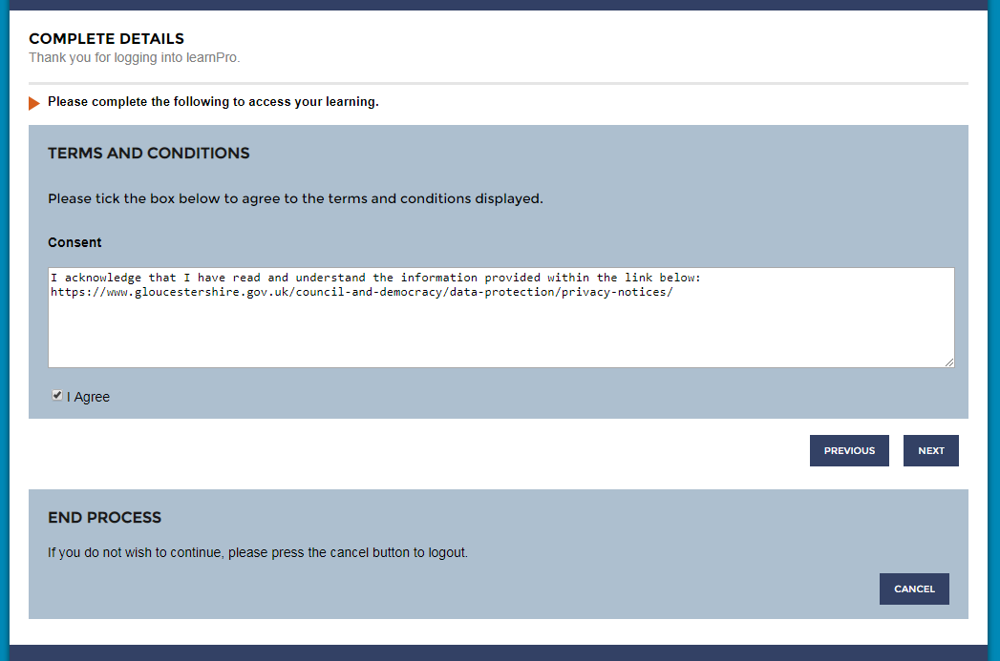 COMPLETE DETAILS
Thank you for logging into learnPro.
Please complete the following to access your learning.
TERMS AND CONDITIONS
Please tick the box below to agree to the terms and conditions displayed.
Consent
I acknowledge that I have read and understand the information provided within the link below:
https://www.gloucestershire.gov.uk/council-and-democracy/data-protection/privacy-notices/
I Agree
PREVIOUS NEXT
END PROCESS
If you do not wish to continue, please press the cancel button to logout.
CANCEL